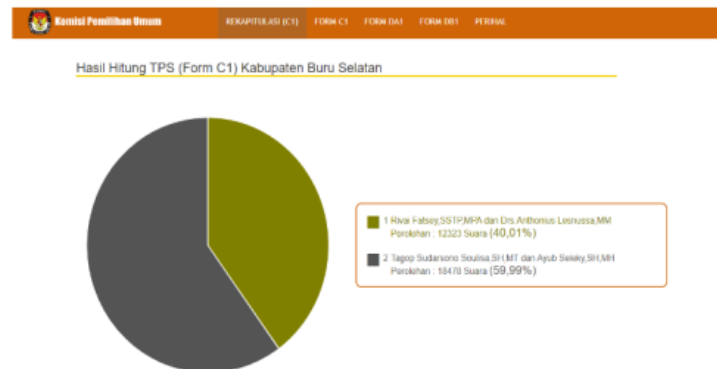 Komisi Pemilihan Umum
REKAPITULASI (C1) FORM C1 FORM DA1 FORM DB1 PERIHAL
Hasil Hitung TPS (Form C1) Kabupaten Buru Selatan
1 Rivai Fatsey,SSTP,MPA dan Drs.Anthonius Lesnussa,MM
Perolehan : 12323 Suara (40,01%)
2 Tagop Sudarsono Soulisa,SH,MT dan Ayub Seleky,SH,MH
Perolehan : 18478 Suara (59,99%)